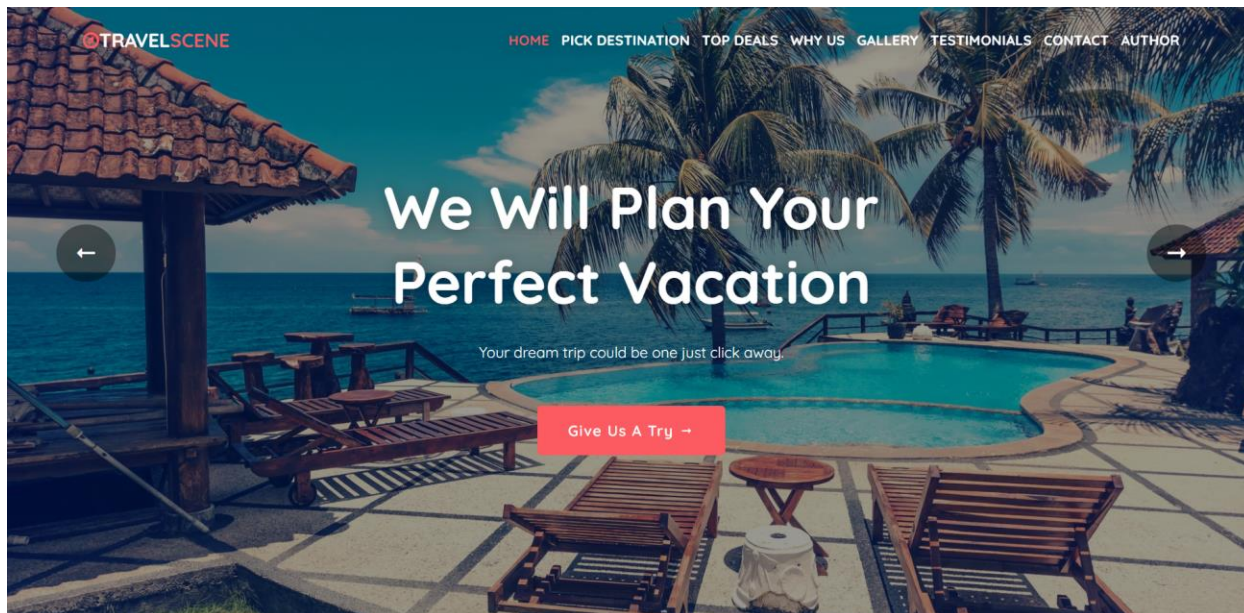 @TRAVELSCENE
HOME PICK DESTINATION TOP DEALS WHY US GALLERY TESTIMONIALS CONTACT AUTHOR
We Will Plan Your
Perfect Vacation
Your dream trip could be one just click away.
Give Us A Try →